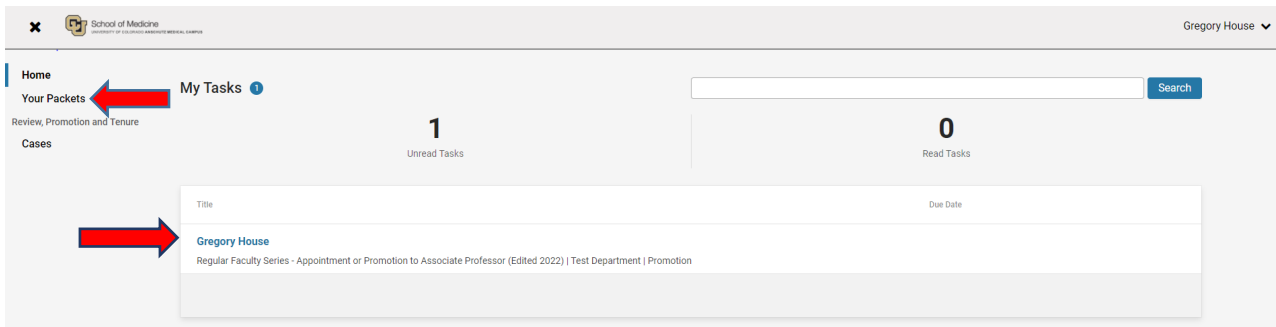 School of Medicine
UNIVERSITY OF COLORADO ANSCHUTZ MEDICAL CAMPUS
Gregory House
Home
Your Packets
My Tasks 1
Search
Review, Promotion and Tenure
Cases
1
Unread Tasks
0
Read Tasks
Title
Due Date
Gregory House
Regular Faculty Series - Appointment or Promotion to Associate Professor (Edited 2022) | Test Department | Promotion